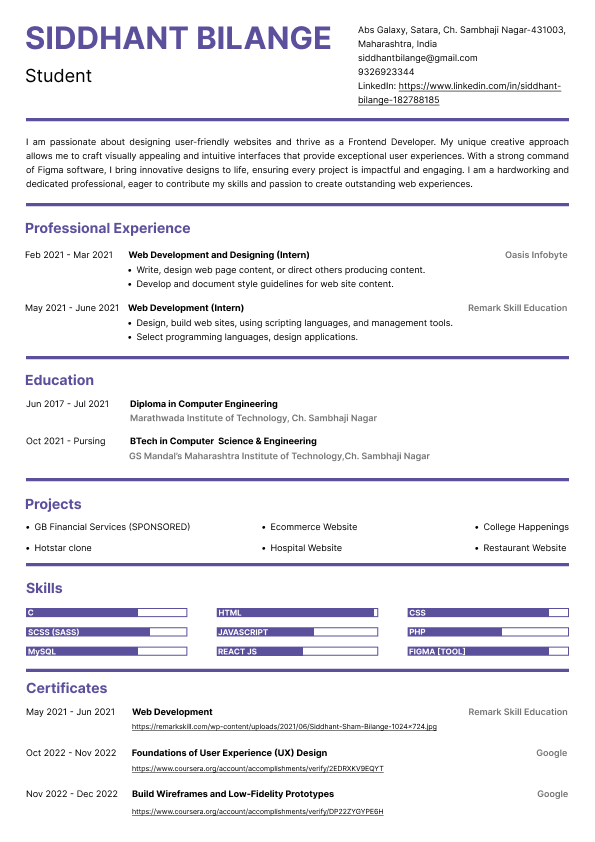 SIDDHANT BILANGE
Student
Abs Galaxy, Satara, Ch. Sambhaji Nagar-431003,
Maharashtra, India
siddhantbilange@gmail.com
9326923344
LinkedIn: https://www.linkedin.com/in/siddhant-
bilange-182788185
I am passionate about designing user-friendly websites and thrive as a Frontend Developer. My unique creative approach
allows me to craft visually appealing and intuitive interfaces that provide exceptional user experiences. With a strong command
of Figma software, I bring innovative designs to life, ensuring every project is impactful and engaging. I am a hardworking and
dedicated professional, eager to contribute my skills and passion to create outstanding web experiences.
Professional Experience
Feb 2021 - Mar 2021 Web Development and Designing (Intern) Oasis Infobyte
• Write, design web page content, or direct others producing content.
• Develop and document style guidelines for web site content.
May 2021 - June 2021 Web Development (Intern) Remark Skill Education
• Design, build web sites, using scripting languages, and management tools.
• Select programming languages, design applications.
Education
Jun 2017 - Jul 2021 Diploma in Computer Engineering
Marathwada Institute of Technology, Ch. Sambhaji Nagar
Oct 2021 - Pursing BTech in Computer Science & Engineering
GS Mandal's Maharashtra Institute of Technology,Ch. Sambhaji Nagar
Projects
• GB Financial Services (SPONSORED) • Ecommerce Website • College Happenings
• Hotstar clone • Hospital Website • Restaurant Website
Skills
C HTML CSS
SCSS (SASS) JAVASCRIPT PHP
MySQL REACT JS FIGMA [TOOL]
Certificates
May 2021 - Jun 2021 Web Development Remark Skill Education
https://remarkskill.com/wp-content/uploads/2021/06/Siddhant-Sham-Bilange-1024×724.jpg
Oct 2022 - Nov 2022 Foundations of User Experience (UX) Design Google
https://www.coursera.org/account/accomplishments/verify/2EDRXKV9EQYT
Nov 2022 - Dec 2022 Build Wireframes and Low-Fidelity Prototypes Google
https://www.coursera.org/account/accomplishments/verify/DP22ZYGYPE6H